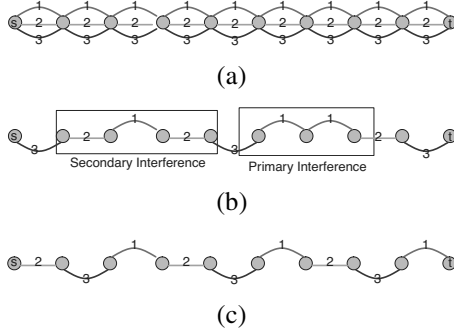 1 1 1 1 1 1 1 1 1
s 2 2 2 2 2 2 2 2 2 t
3 3 3 3 3 3 3 3 3
(a)
1 1 1
s 2 2 2 t
3 3 3
Secondary Interference Primary Interference
(b)
1 1 1
s 2 2 2 t
3 3 3
(c)